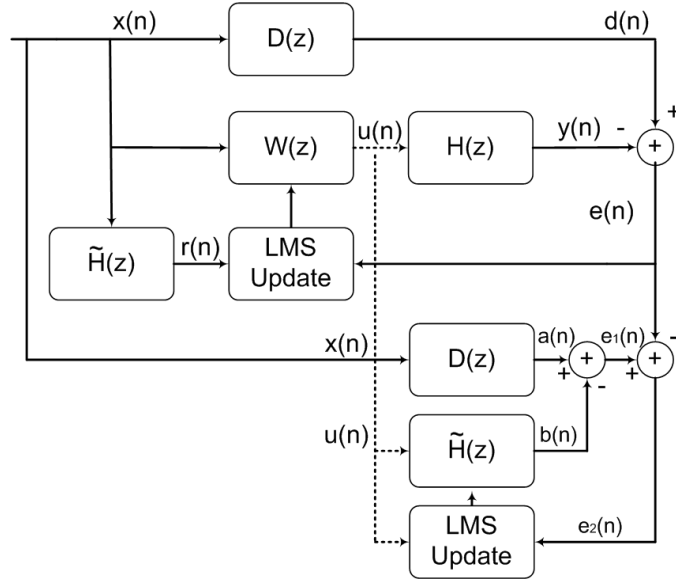 x(n)
D(z)
d(n)
+
W(z)
u(n)
H(z)
y(n)
-
+
e(n)
H̃(z)
r(n)
LMS
Update
x(n)
D(z)
a(n)
+
+
-
e₁(n)
+
-
+
u(n)
H̃(z)
b(n)
LMS
Update
e₂(n)